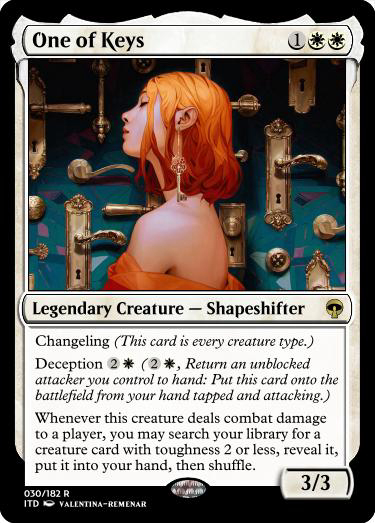 One of Keys 1
Legendary Creature — Shapeshifter
Changeling (This card is every creature type.)
Deception 2 (2, Return an unblocked
attacker you control to hand: Put this card onto the
battlefield from your hand tapped and attacking.)
Whenever this creature deals combat damage
to a player, you may search your library for a
creature card with toughness 2 or less, reveal it,
put it into your hand, then shuffle.
3/3
030/182 R
ITD VALENTINA-REMENAR